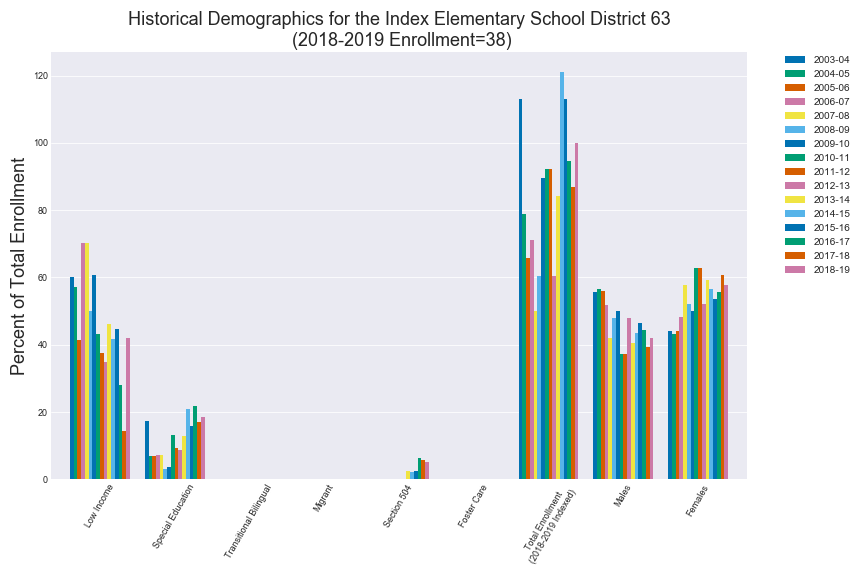 Historical Demographics for the Index Elementary School District 63
(2018-2019 Enrollment=38)
Percent of Total Enrollment
120
100
80
60
40
20
0
Low Income
Special Education
Transitional Bilingual
Migrant
Section 504
Foster Care
Total Enrollment
(2018-2019 Indexed)
Males
Females
2003-04
2004-05
2005-06
2006-07
2007-08
2008-09
2009-10
2010-11
2011-12
2012-13
2013-14
2014-15
2015-16
2016-17
2017-18
2018-19